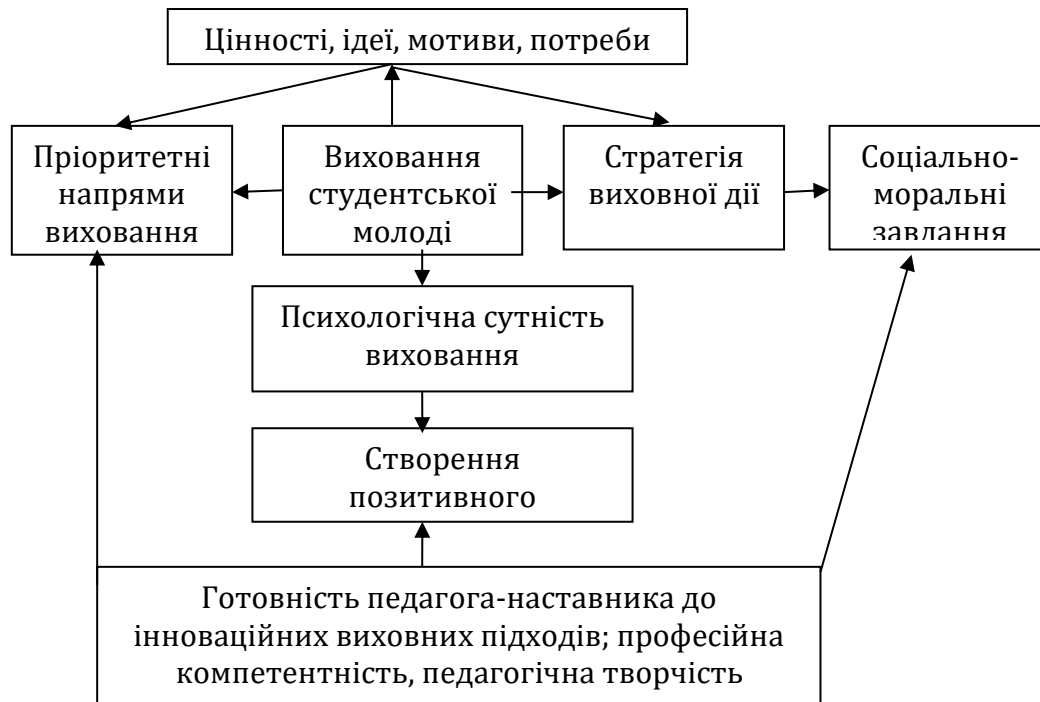 Цінності, ідеї, мотиви, потреби
Пріоритетні
напрями
виховання
Виховання
студентської
молоді
Стратегія
виховної дії
Соціально-
моральні
завдання
Психологічна сутність
виховання
Створення
позитивного
Готовність педагога-наставника до
інноваційних виховних підходів; професійна
компетентність, педагогічна творчість